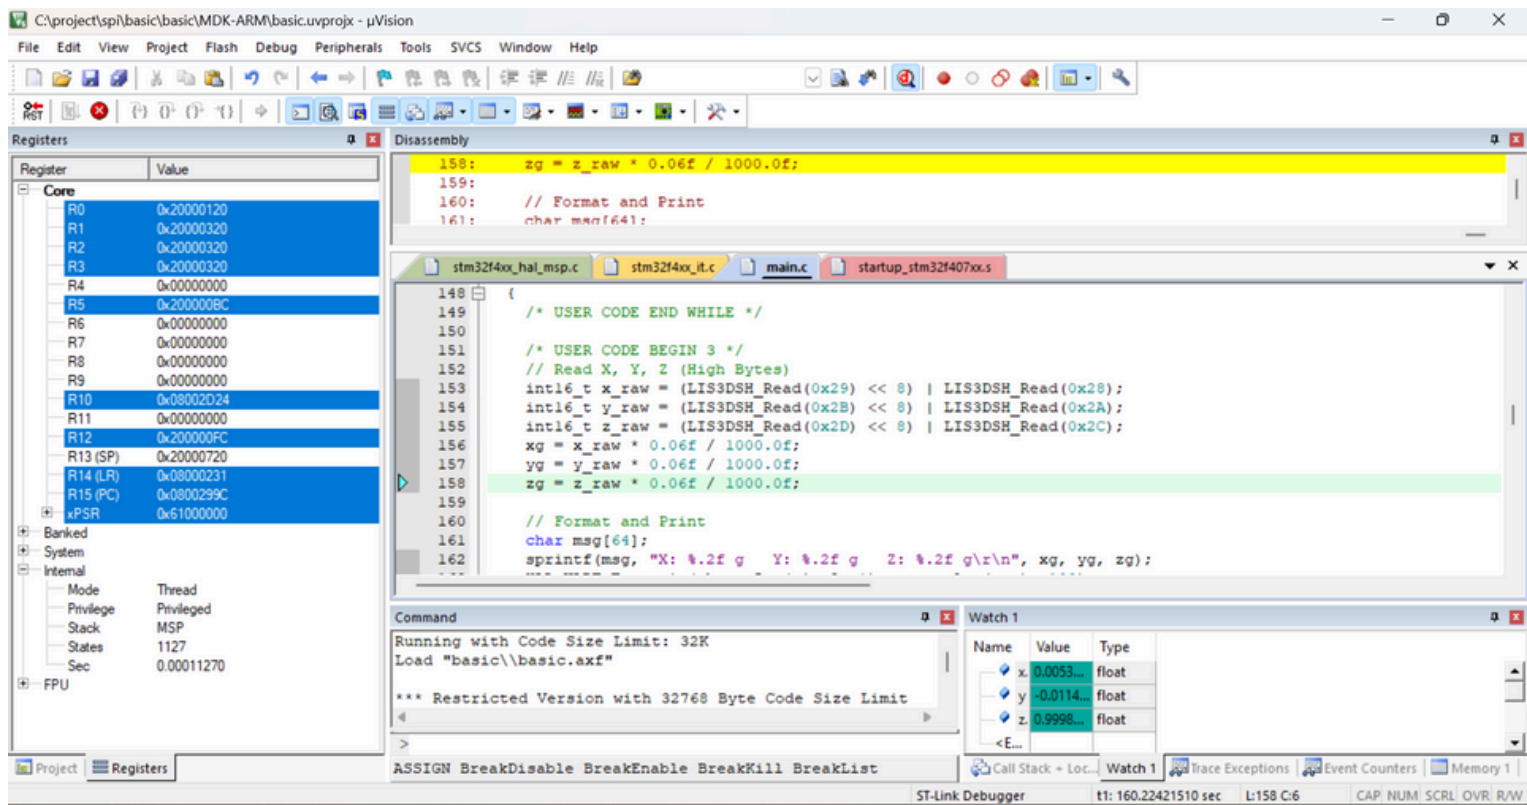 C:\project\spi\basic\basic\MDK-ARM\basic.uvprojx - µVision
File Edit View Project Flash Debug Peripherals Tools SVCS Window Help
RST
Registers
Register Value
Core
R0 0x20000120
R1 0x20000320
R2 0x20000320
R3 0x20000320
R4 0x00000000
R5 0x200000BC
R6 0x00000000
R7 0x00000000
R8 0x00000000
R9 0x00000000
R10 0x08002D24
R11 0x00000000
R12 0x200000FC
R13 (SP) 0x20000720
R14 (LR) 0x08000231
R15 (PC) 0x0800299C
xPSR 0x61000000
Banked
System
Internal
Mode Thread
Privilege Privileged
Stack MSP
States 1127
Sec 0.00011270
FPU
Project Registers
Disassembly
158: zg = z_raw * 0.06f / 1000.0f;
159:
160: // Format and Print
161: char msg[64];
stm32f4xx_hal_msp.c stm32f4xx_it.c main.c startup_stm32f407xx.s
148 {
149 /* USER CODE END WHILE */
150
151 /* USER CODE BEGIN 3 */
152 // Read X, Y, Z (High Bytes)
153 int16_t x_raw = (LIS3DSH_Read(0x29) << 8) | LIS3DSH_Read(0x28);
154 int16_t y_raw = (LIS3DSH_Read(0x2B) << 8) | LIS3DSH_Read(0x2A);
155 int16_t z_raw = (LIS3DSH_Read(0x2D) << 8) | LIS3DSH_Read(0x2C);
156 xg = x_raw * 0.06f / 1000.0f;
157 yg = y_raw * 0.06f / 1000.0f;
158 zg = z_raw * 0.06f / 1000.0f;
159
160 // Format and Print
161 char msg[64];
162 sprintf(msg, "X: %.2f g Y: %.2f g Z: %.2f g\r\n", xg, yg, zg);
Command
Running with Code Size Limit: 32K
Load "basic\\basic.axf"
*** Restricted Version with 32768 Byte Code Size Limit
>
ASSIGN BreakDisable BreakEnable BreakKill BreakList
Watch 1
Name Value Type
x. 0.0053... float
y -0.0114... float
z. 0.9998... float
<E...
Call Stack + Loc... Watch 1 Trace Exceptions Event Counters Memory 1
ST-Link Debugger t1: 160.22421510 sec L:158 C:6 CAP NUM SCRL OVR R/W